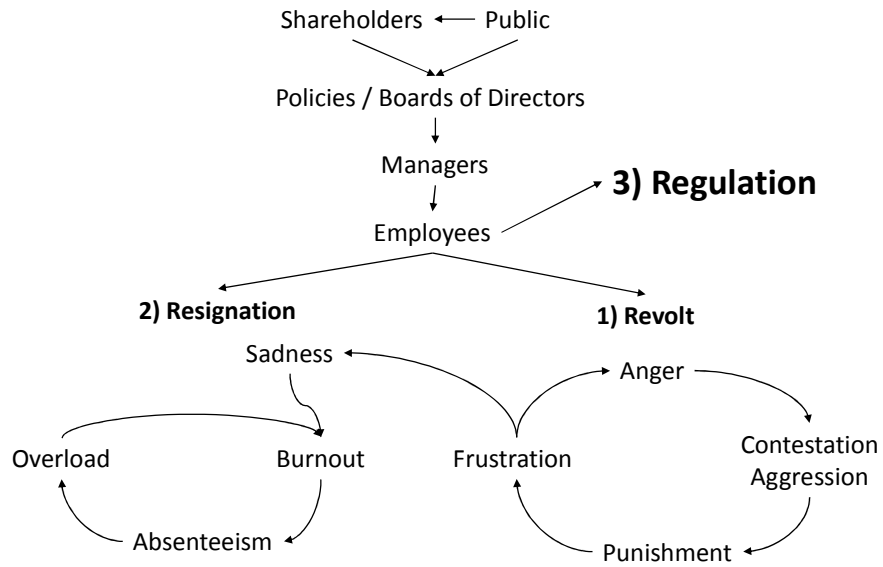 Shareholders Public
Policies / Boards of Directors
Managers
3) Regulation
Employees
2) Resignation
1) Revolt
Sadness
Anger
Overload
Burnout
Frustration
Contestation
Aggression
Absenteeism
Punishment